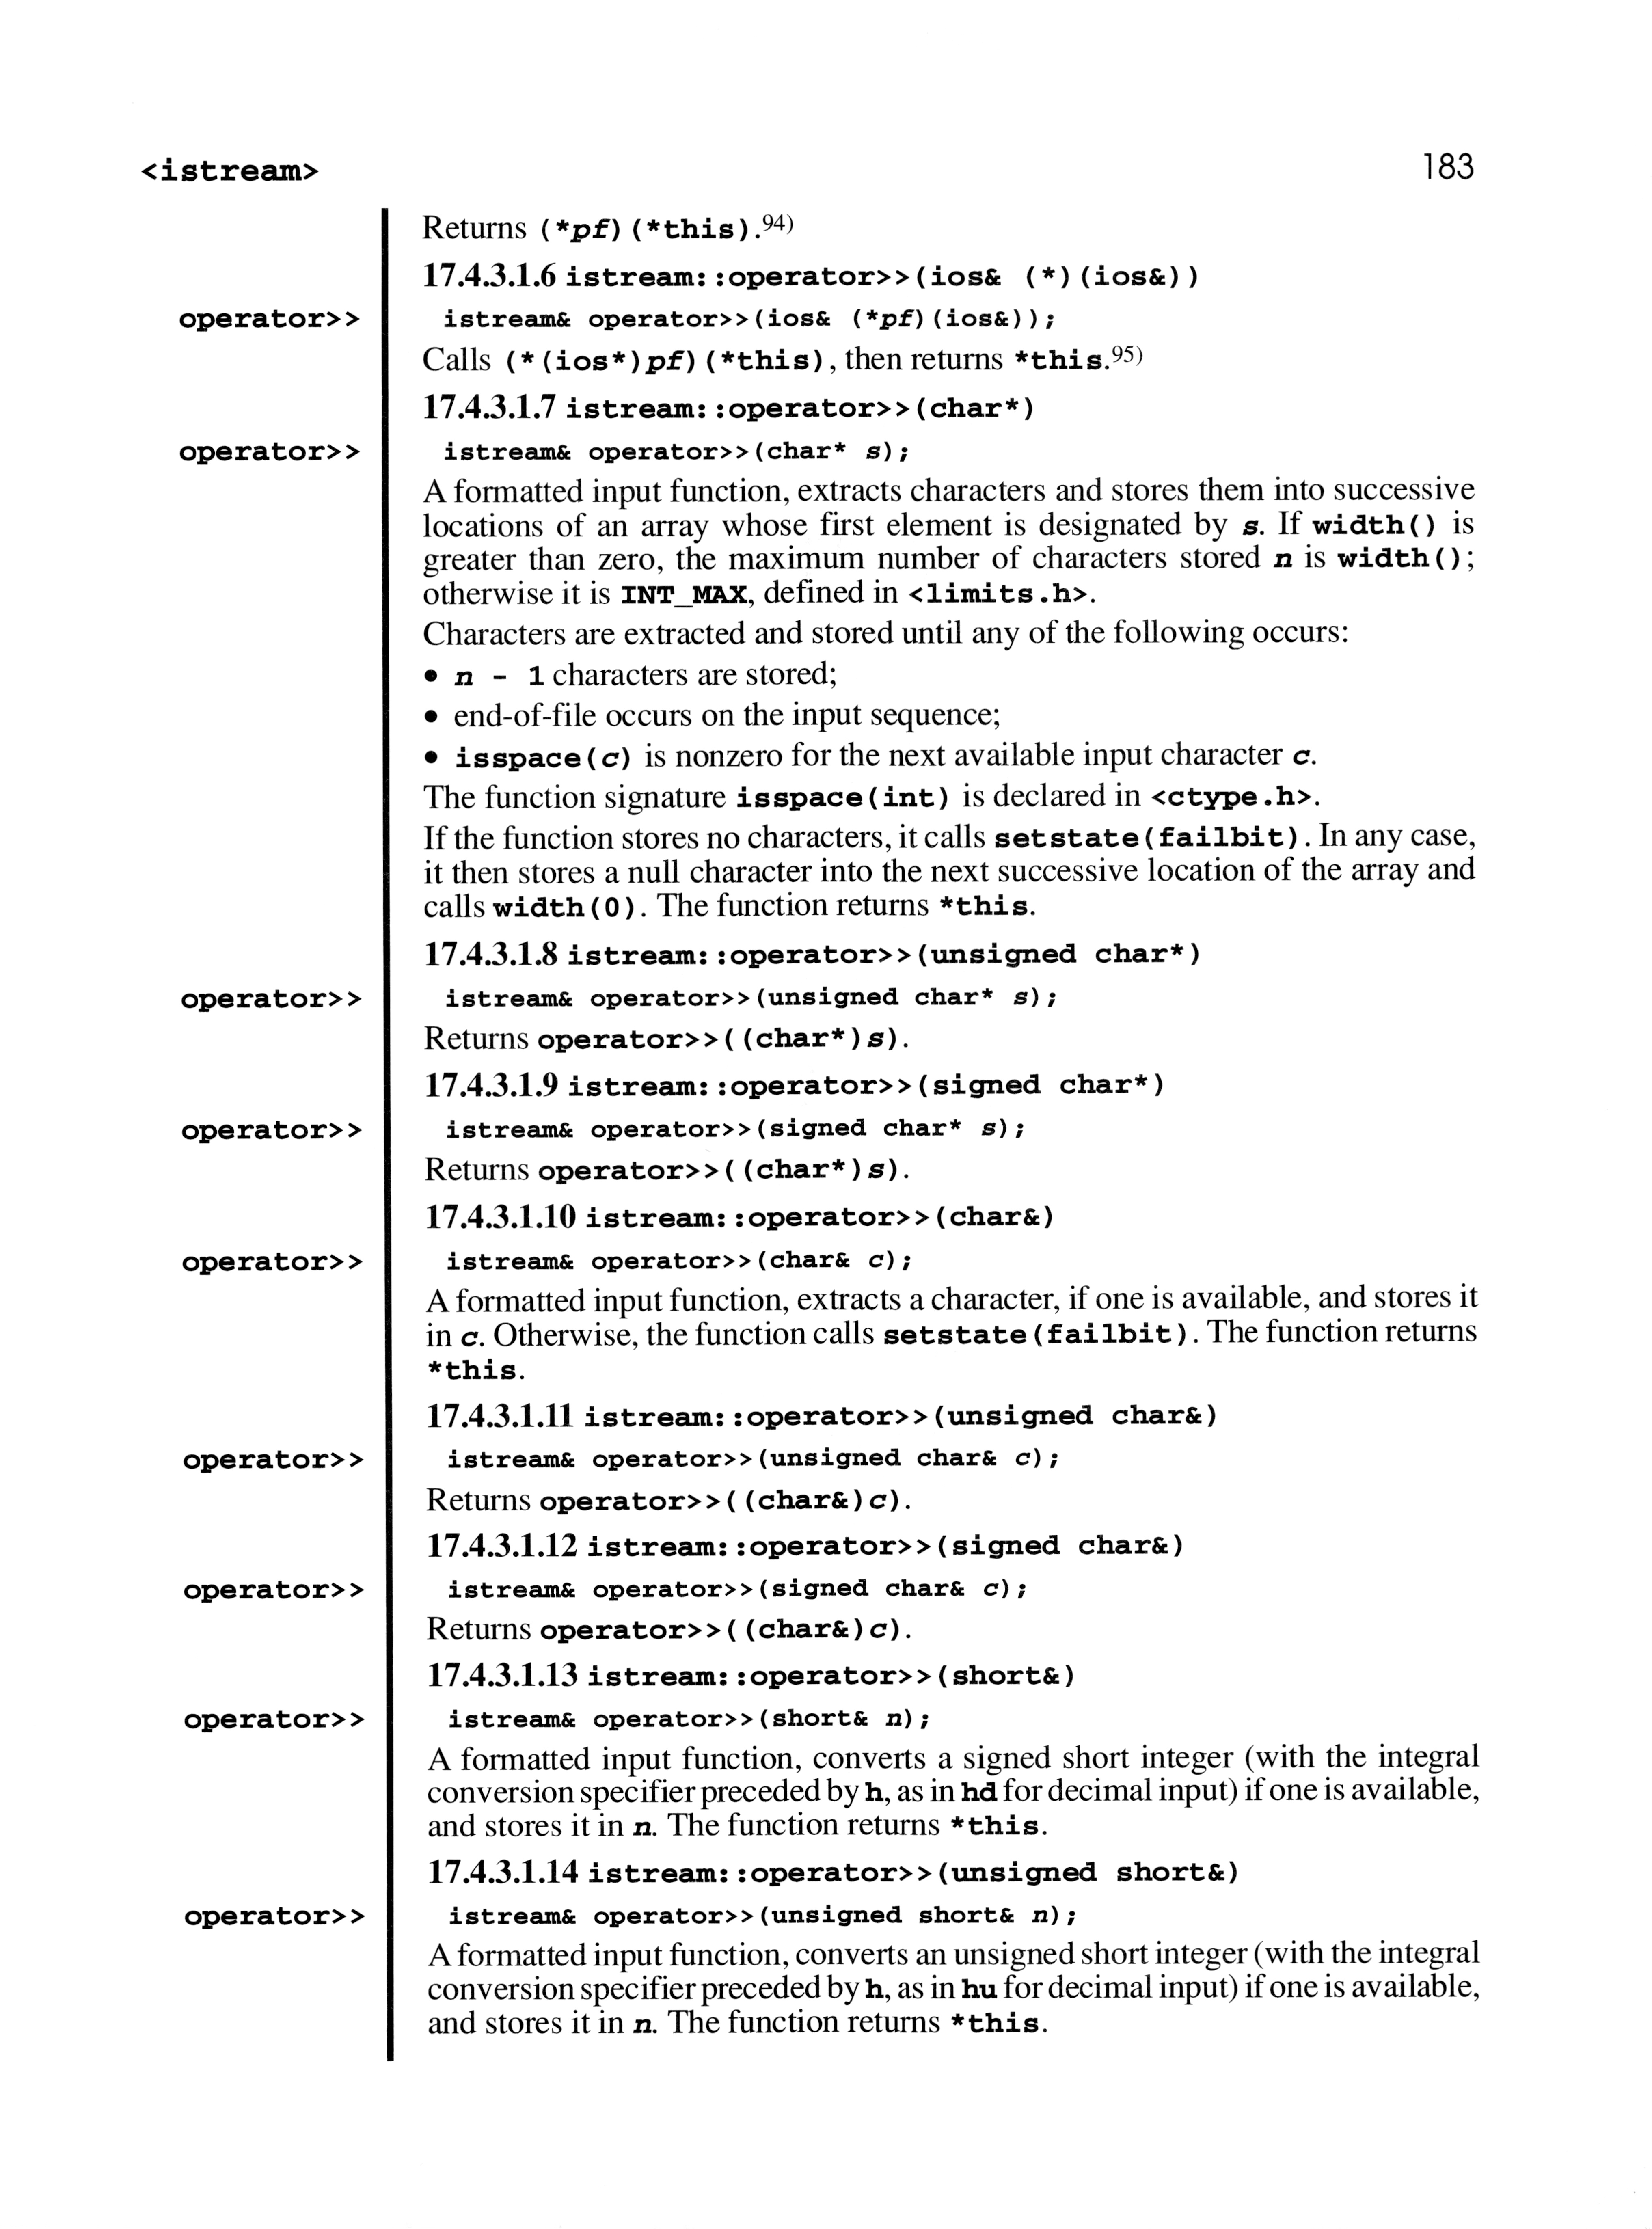 <istream>
183
Returns (*pf)(*this).94)
17.4.3.1.6 istream::operator>>(ios& (*)(ios&))
operator>>
istream& operator>>(ios& (*pf)(ios&));
Calls (*(ios*)pf)(*this), then returns *this.95)
17.4.3.1.7 istream::operator>>(char*)
operator>>
istream& operator>>(char* s);
A formatted input function, extracts characters and stores them into successive
locations of an array whose first element is designated by s. If width() is
greater than zero, the maximum number of characters stored n is width();
otherwise it is INT_MAX, defined in <limits.h>.
Characters are extracted and stored until any of the following occurs:
• n - 1 characters are stored;
• end-of-file occurs on the input sequence;
• isspace(c) is nonzero for the next available input character c.
The function signature isspace(int) is declared in <ctype.h>.
If the function stores no characters, it calls setstate(failbit). In any case,
it then stores a null character into the next successive location of the array and
calls width(0). The function returns *this.
17.4.3.1.8 istream::operator>>(unsigned char*)
operator>>
istream& operator>>(unsigned char* s);
Returns operator>>((char*)s).
17.4.3.1.9 istream::operator>>(signed char*)
operator>>
istream& operator>>(signed char* s);
Returns operator>>((char*)s).
17.4.3.1.10 istream::operator>>(char&)
operator>>
istream& operator>>(char& c);
A formatted input function, extracts a character, if one is available, and stores it
in c. Otherwise, the function calls setstate(failbit). The function returns
*this.
17.4.3.1.11 istream::operator>>(unsigned char&)
operator>>
istream& operator>>(unsigned char& c);
Returns operator>>((char&)c).
17.4.3.1.12 istream::operator>>(signed char&)
operator>>
istream& operator>>(signed char& c);
Returns operator>>((char&)c).
17.4.3.1.13 istream::operator>>(short&)
operator>>
istream& operator>>(short& n);
A formatted input function, converts a signed short integer (with the integral
conversion specifier preceded by h, as in hd for decimal input) if one is available,
and stores it in n. The function returns *this.
17.4.3.1.14 istream::operator>>(unsigned short&)
operator>>
istream& operator>>(unsigned short& n);
A formatted input function, converts an unsigned short integer (with the integral
conversion specifier preceded by h, as in hu for decimal input) if one is available,
and stores it in n. The function returns *this.